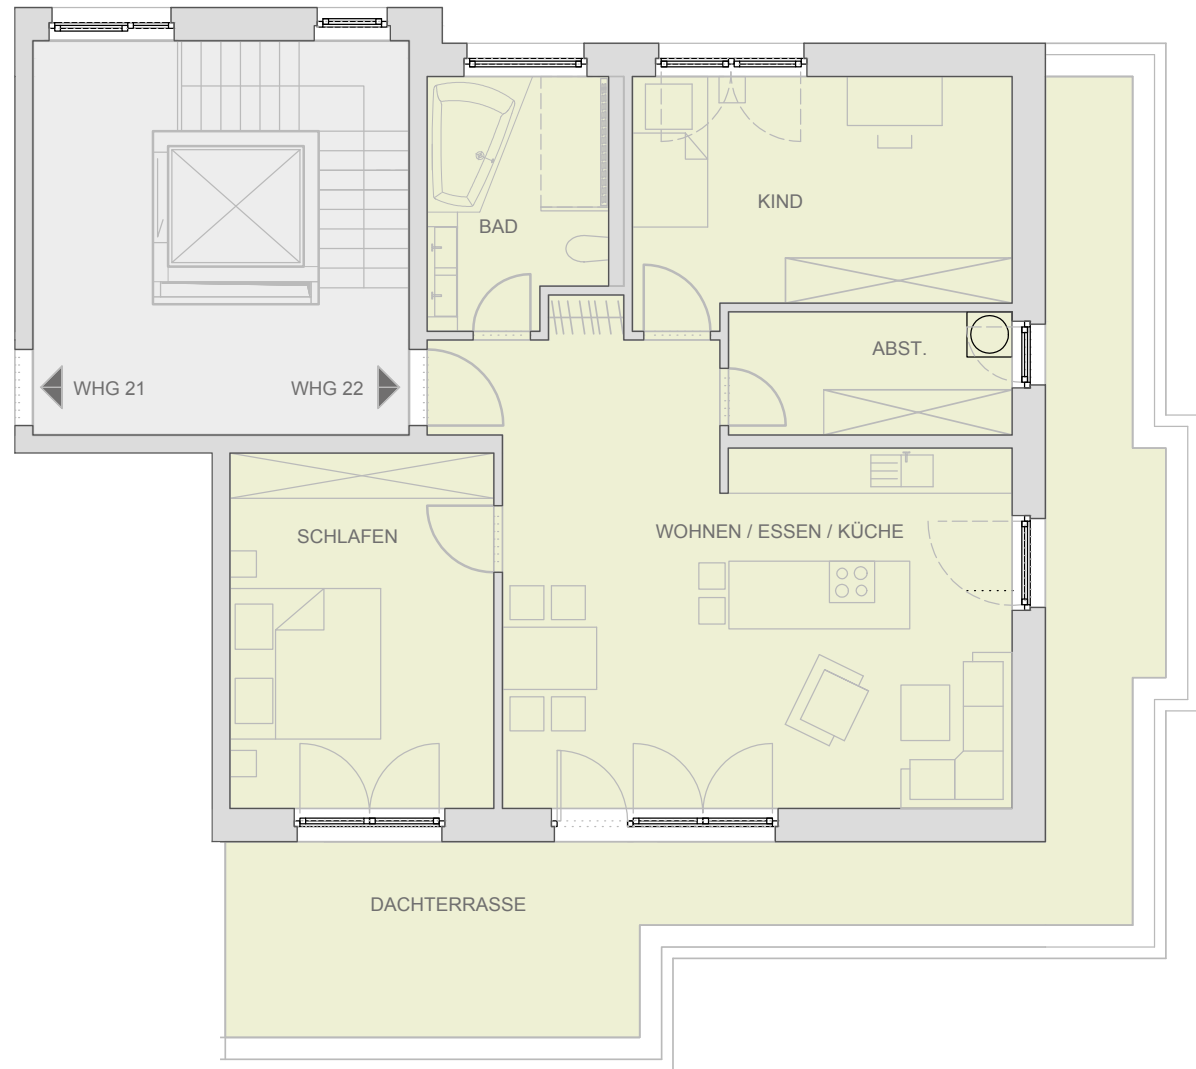 KIND
BAD
ABST.
WHG 21
WHG 22
WOHNEN / ESSEN / KÜCHE
SCHLAFEN
DACHTERRASSE